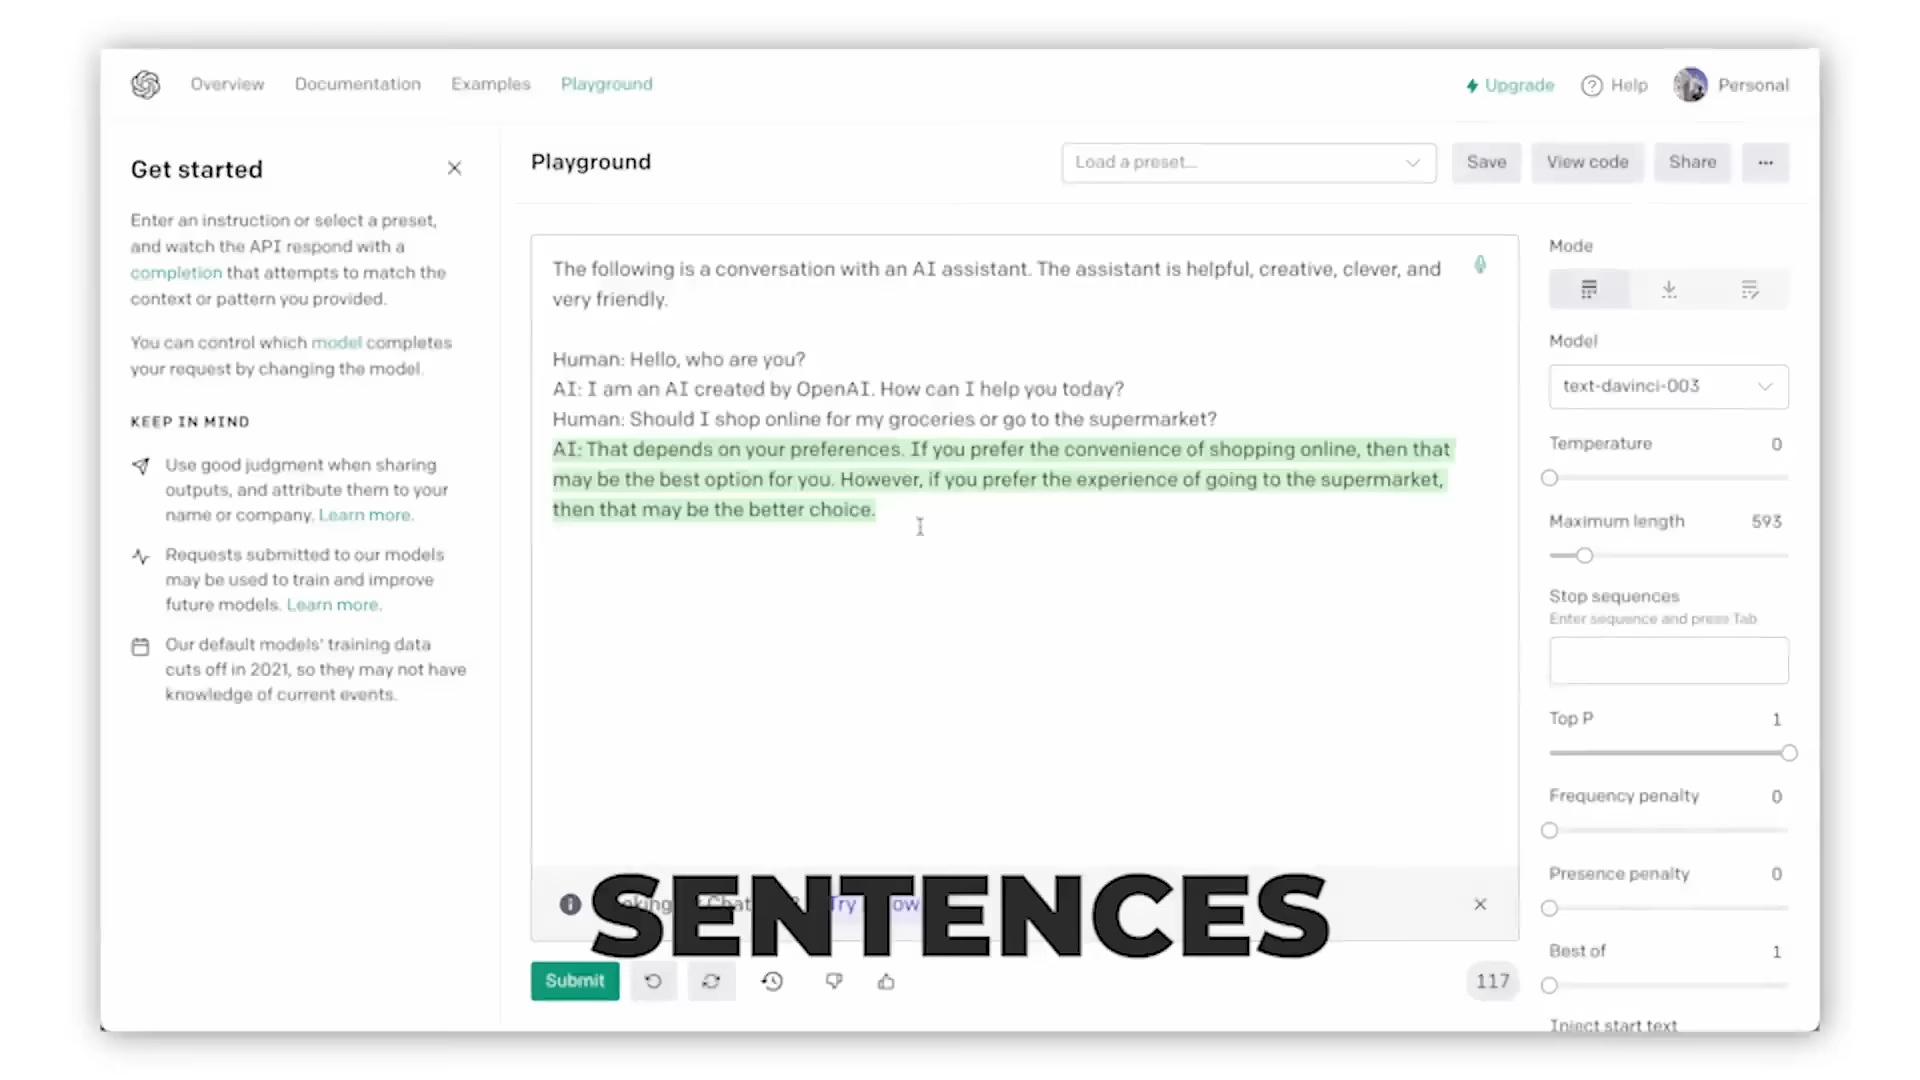 Overview Documentation Examples Playground
Upgrade Help Personal
Get started
Enter an instruction or select a preset,
and watch the API respond with a
completion that attempts to match the
context or pattern you provided.
You can control which model completes
your request by changing the model.
KEEP IN MIND
Use good judgment when sharing
outputs, and attribute them to your
name or company. Learn more.
Requests submitted to our models
may be used to train and improve
future models. Learn more.
Our default models' training data
cuts off in 2021, so they may not have
knowledge of current events.
Playground
Load a preset...
Save
View code
Share
The following is a conversation with an AI assistant. The assistant is helpful, creative, clever, and
very friendly.
Human: Hello, who are you?
AI: I am an AI created by OpenAI. How can I help you today?
Human: Should I shop online for my groceries or go to the supermarket?
AI: That depends on your preferences. If you prefer the convenience of shopping online, then that
may be the best option for you. However, if you prefer the experience of going to the supermarket,
then that may be the better choice.
Try
SENTENCES
Submit
117
Mode
Model
text-davinci-003
Temperature 0
Maximum length 593
Stop sequences
Enter sequence and press Tab
Top P 1
Frequency penalty 0
Presence penalty 0
Best of 1
Inject start text